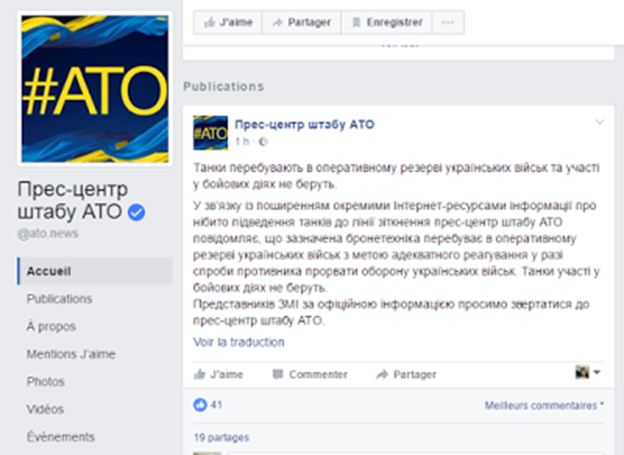 #ATO
J'aime
Partager
Enregistrer
Publications
#ATO
Прес-центр штабу АТО
1 h
Танки перебувають в оперативному резерві українських військ та участі
у бойових діях не беруть.
У зв'язку із поширенням окремими Інтернет-ресурсами інформації про
нібито підведення танків до лінії зіткнення прес-центр штабу АТО
повідомляє, що зазначена бронетехніка перебуває в оперативному
резерві українських військ з метою адекватного реагування у разі
спроби противника прорвати оборону українських військ. Танки участі у
бойових діях не беруть.
Представників ЗМІ за офіційною інформацією просимо звертатися до
прес-центр штабу АТО.
Voir la traduction
J'aime
Commenter
Partager
41
Meilleurs commentaires
19 partages
Прес-центр
штабу АТО
@ato.news
Accueil
Publications
À propos
Mentions J'aime
Photos
Vidéos
Évènements